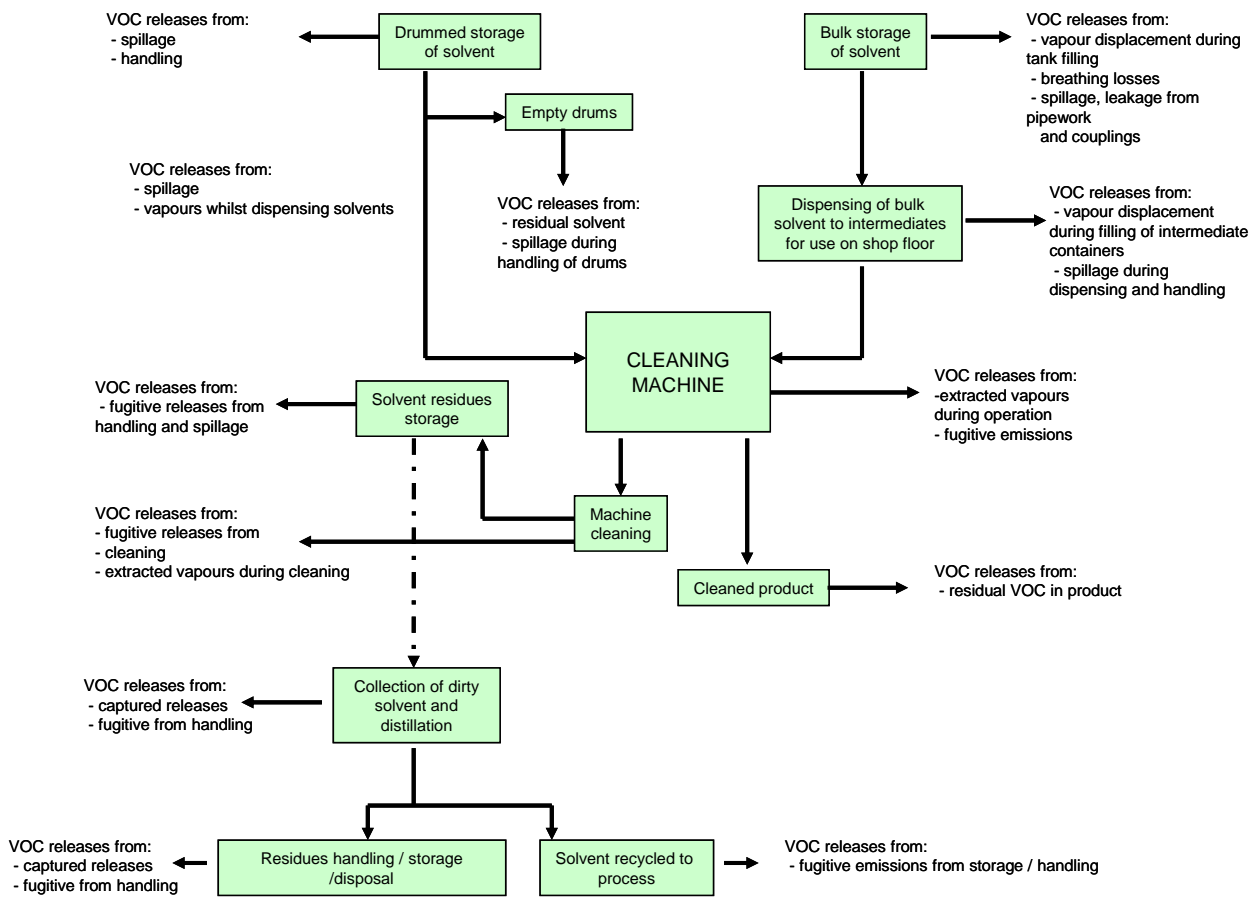 VOC releases from:
- spillage
- handling
Drummed storage
of solvent
Bulk storage
of solvent
VOC releases from:
- vapour displacement during
tank filling
- breathing losses
- spillage, leakage from
pipework
and couplings
Empty drums
VOC releases from:
- spillage
- vapours whilst dispensing solvents
VOC releases from:
- residual solvent
- spillage during
handling of drums
Dispensing of bulk
solvent to intermediates
for use on shop floor
VOC releases from:
- vapour displacement
during filling of intermediate
containers
- spillage during
dispensing and handling
CLEANING
MACHINE
VOC releases from:
- fugitive releases from
handling and spillage
Solvent residues
storage
VOC releases from:
-extracted vapours
during operation
- fugitive emissions
VOC releases from:
- fugitive releases from
- cleaning
- extracted vapours during cleaning
Machine
cleaning
Cleaned product
VOC releases from:
- residual VOC in product
VOC releases from:
- captured releases
- fugitive from handling
Collection of dirty
solvent and
distillation
VOC releases from:
- captured releases
- fugitive from handling
Residues handling / storage
/disposal
Solvent recycled to
process
VOC releases from:
- fugitive emissions from storage / handling